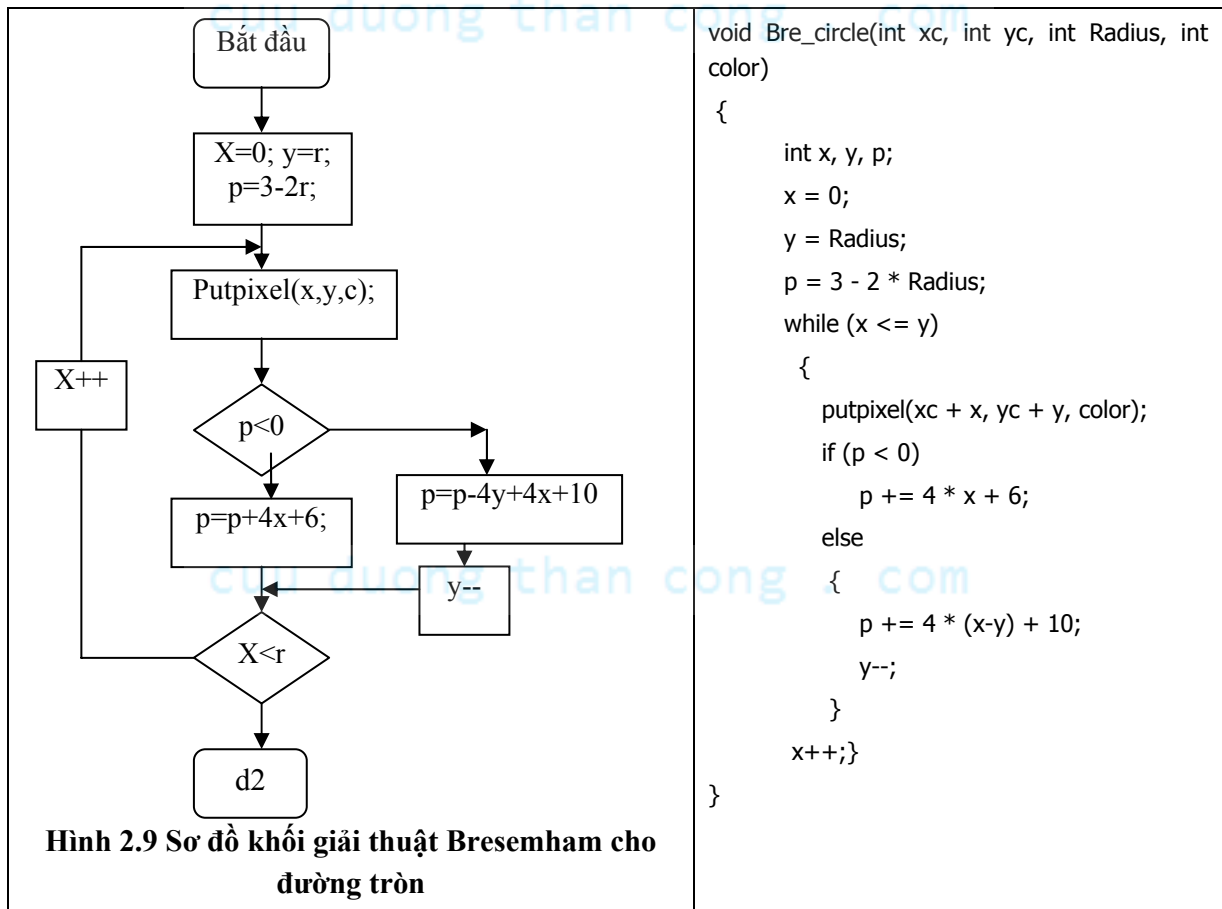 cuu duong than cong . com
Bắt đầu
X=0; y=r;
p=3-2r;
Putpixel(x,y,c);
X++
p<0
p=p-4y+4x+10
p=p+4x+6;
y--
X<r
d2
Hình 2.9 Sơ đồ khối giải thuật Bresemham cho
đường tròn
void Bre_circle(int xc, int yc, int Radius, int
color)
{
int x, y, p;
x = 0;
y = Radius;
p = 3 - 2 * Radius;
while (x <= y)
{
putpixel(xc + x, yc + y, color);
if (p < 0)
p += 4 * x + 6;
else
{
p += 4 * (x-y) + 10;
y--;
}
x++;}
}
cuu duong than cong . com